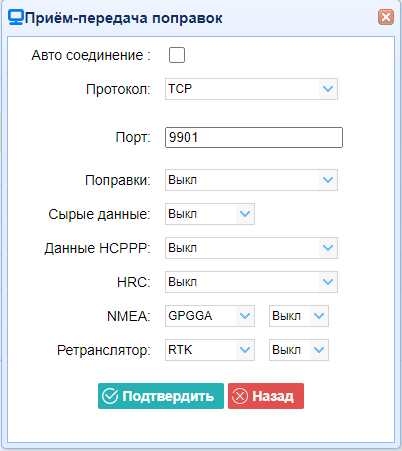 Приём-передача поправок
Авто соединение :
Протокол: TCP
Порт: 9901
Поправки: Выкл
Сырые данные: Выкл
Данные HCPPP: Выкл
HRC: Выкл
NMEA: GPGGA Выкл
Ретранслятор: RTK Выкл
Подтвердить Назад